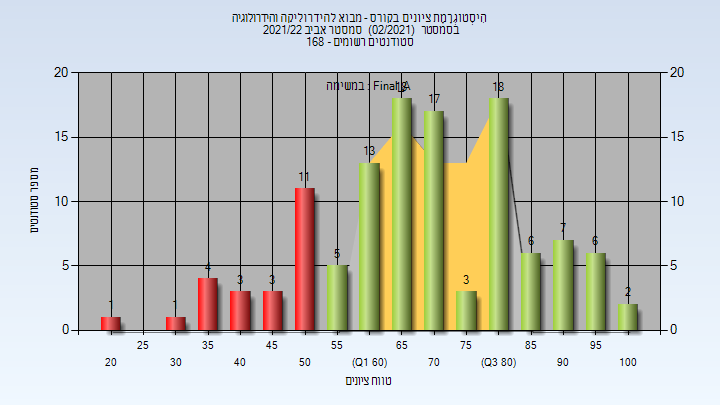 היסטוגרמת ציונים בקורס - מבוא להידרוליקה והידרולוגיה
בסמסטר (02/2021) סמסטר אביב 2021/22
סטודנטים רשומים - 168
במשימה : Final_A
20 20
15 15
10 10
5 5
0 0
1 1 4 3 3 11 5 13 18 17 3 18 6 7 6 2
מספר סטודנטים
25 35 45 55 65 75 85 95
20 30 40 50 (Q1 60) 70 (Q3 80) 90 100
טווח ציונים